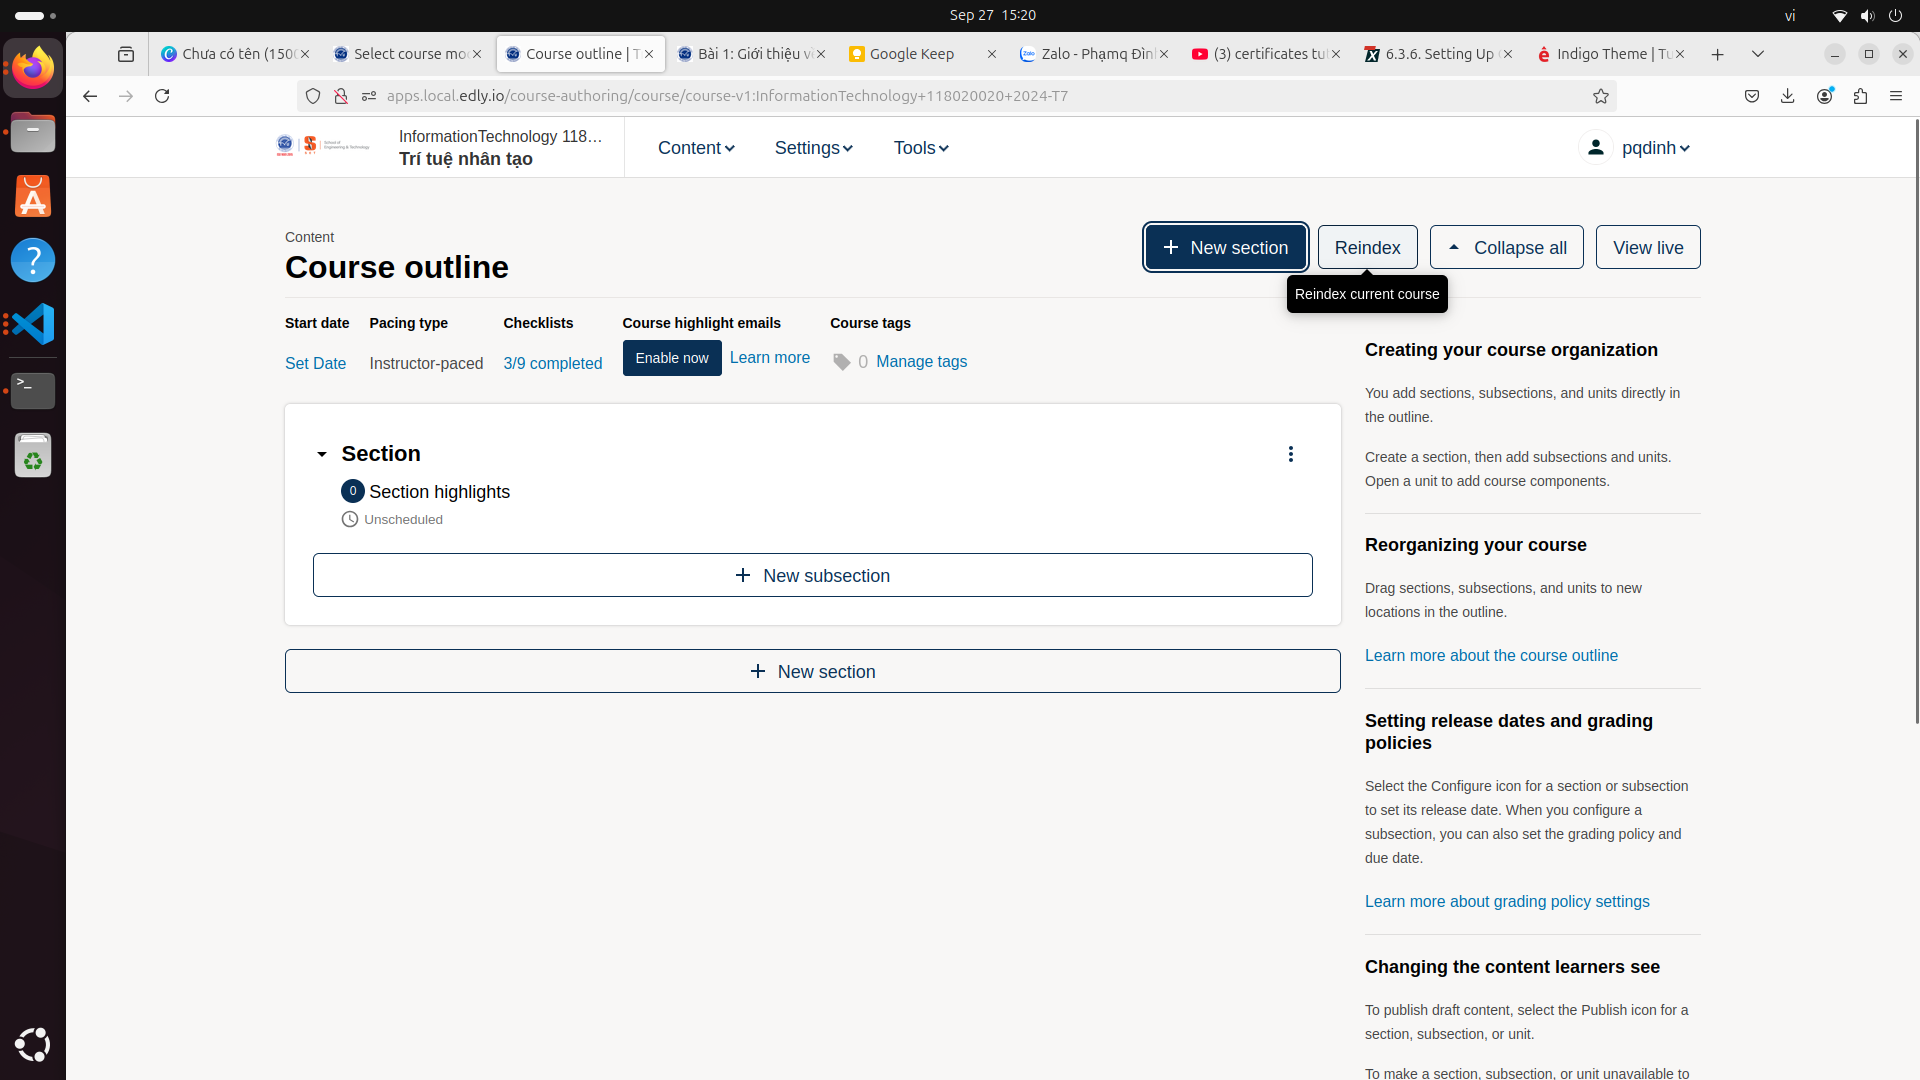 Sep 27 15:20
vi
Chưa có tên (150
Select course mo
Course outline | T
Bài 1: Giới thiệu v
Google Keep
Zalo - Phạmq Đìn
(3) certificates tu
6.3.6. Setting Up
Indigo Theme | Tu
apps.local.edly.io/course-authoring/course/course-v1:InformationTechnology+118020020+2024-T7
School of
Engineering & Technology
InformationTechnology 118...
Trí tuệ nhân tạo
Content
Settings
Tools
pqdinh
Content
Course outline
New section
Reindex
Collapse all
View live
Reindex current course
Start date
Set Date
Pacing type
Instructor-paced
Checklists
3/9 completed
Course highlight emails
Enable now
Learn more
Course tags
0
Manage tags
Section
0 Section highlights
Unscheduled
New subsection
New section
Creating your course organization
You add sections, subsections, and units directly in
the outline.
Create a section, then add subsections and units.
Open a unit to add course components.
Reorganizing your course
Drag sections, subsections, and units to new
locations in the outline.
Learn more about the course outline
Setting release dates and grading
policies
Select the Configure icon for a section or subsection
to set its release date. When you configure a
subsection, you can also set the grading policy and
due date.
Learn more about grading policy settings
Changing the content learners see
To publish draft content, select the Publish icon for a
section, subsection, or unit.
To make a section, subsection, or unit unavailable to